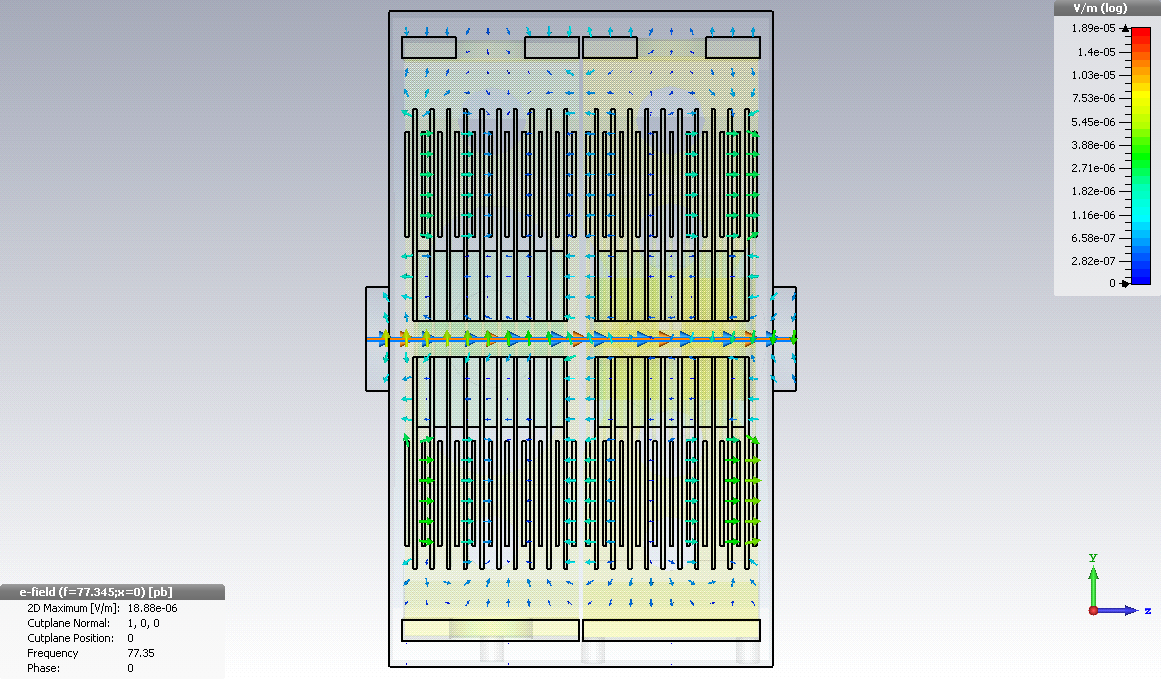 V/m (log)
1.89e-05
1.4e-05
1.03e-05
7.53e-06
5.45e-06
3.88e-06
2.71e-06
1.82e-06
1.16e-06
6.58e-07
2.82e-07
0
Y
z
e-field (f=77.345;x=0) [pb]
2D Maximum [V/m]: 18.88e-06
Cutplane Normal: 1, 0, 0
Cutplane Position: 0
Frequency 77.35
Phase: 0